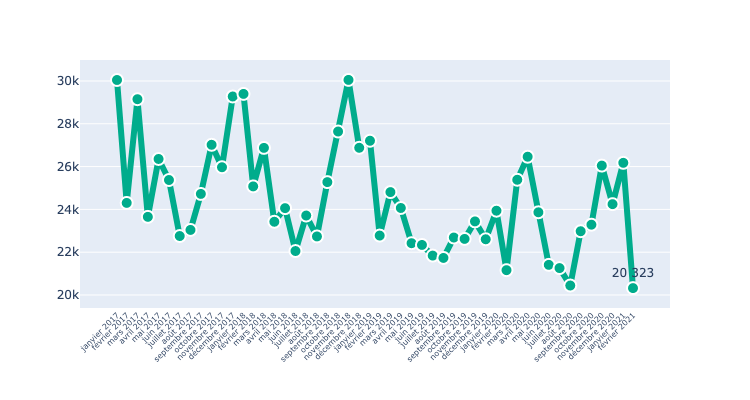 30k
28k
26k
24k
22k
20k
20 323
janvier 2017
février 2017
mars 2017
avril 2017
mai 2017
juin 2017
juillet 2017
août 2017
septembre 2017
octobre 2017
novembre 2017
décembre 2017
janvier 2018
février 2018
mars 2018
avril 2018
mai 2018
juin 2018
juillet 2018
août 2018
septembre 2018
octobre 2018
novembre 2018
décembre 2018
janvier 2019
février 2019
mars 2019
avril 2019
mai 2019
juin 2019
juillet 2019
août 2019
septembre 2019
octobre 2019
novembre 2019
décembre 2019
janvier 2020
février 2020
mars 2020
avril 2020
mai 2020
juin 2020
juillet 2020
août 2020
septembre 2020
octobre 2020
novembre 2020
décembre 2020
janvier 2021
février 2021